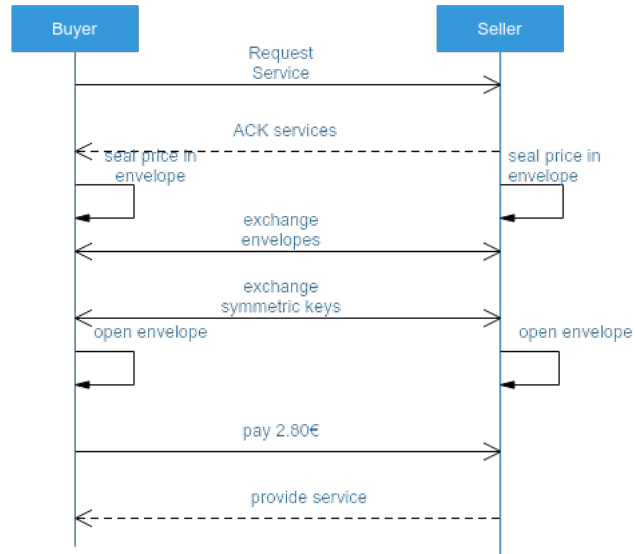 Buyer
Seller
Request
Service
ACK services
seal price in
envelope
seal price in
envelope
exchange
envelopes
exchange
symmetric keys
open envelope
open envelope
pay 2.80€
provide service